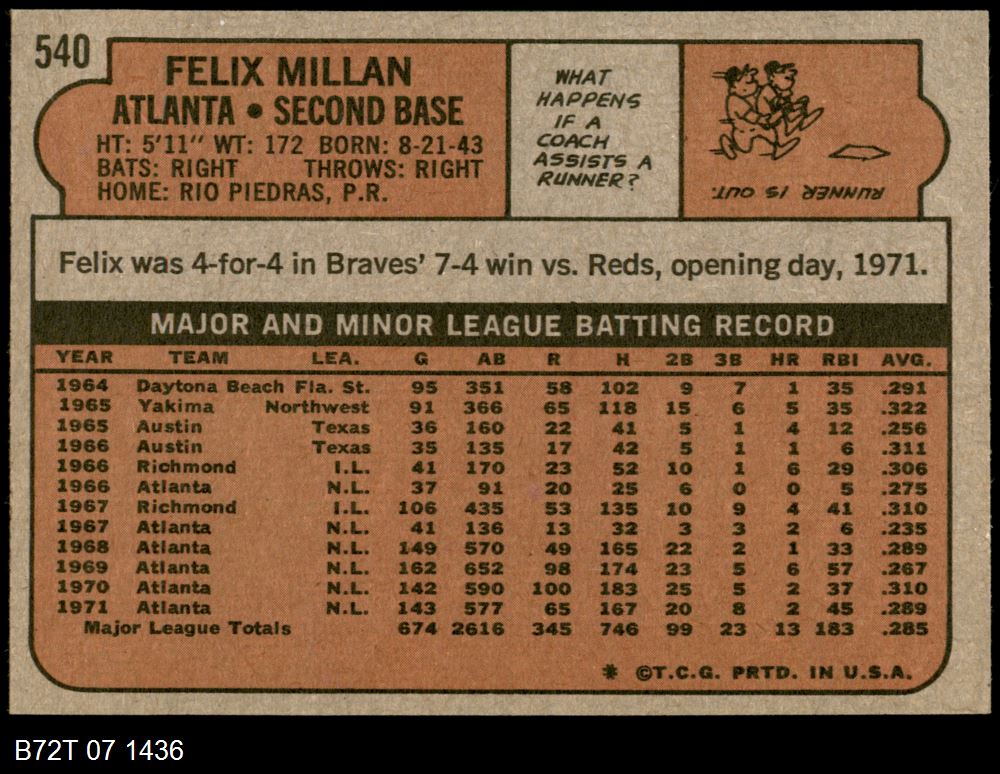 540
FELIX MILLAN
ATLANTA • SECOND BASE
HT: 5'11" WT: 172 BORN: 8-21-43
BATS: RIGHT THROWS: RIGHT
HOME: RIO PIEDRAS, P.R.
WHAT
HAPPENS
IF A
COACH
ASSISTS A
RUNNER?
RUNNER IS OUT.
Felix was 4-for-4 in Braves' 7-4 win vs. Reds, opening day, 1971.
MAJOR AND MINOR LEAGUE BATTING RECORD
YEAR TEAM LEA. G AB R H 2B 3B HR RBI AVG.
1964 Daytona Beach Fla. St. 95 351 58 102 9 7 1 35 .291
1965 Yakima Northwest 91 366 65 118 15 6 5 35 .322
1965 Austin Texas 36 160 22 41 5 1 4 12 .256
1966 Austin Texas 35 135 17 42 5 1 1 6 .311
1966 Richmond I.L. 41 170 23 52 10 1 6 29 .306
1966 Atlanta N.L. 37 91 20 25 6 0 0 5 .275
1967 Richmond I.L. 106 435 53 135 10 9 4 41 .310
1967 Atlanta N.L. 41 136 13 32 3 3 2 6 .235
1968 Atlanta N.L. 149 570 49 165 22 2 1 33 .289
1969 Atlanta N.L. 162 652 98 174 23 5 6 57 .267
1970 Atlanta N.L. 142 590 100 183 25 5 2 37 .310
1971 Atlanta N.L. 143 577 65 167 20 8 2 45 .289
Major League Totals 674 2616 345 746 99 23 13 183 .285
* ©T.C.G. PRTD. IN U.S.A.
B72T 07 1436